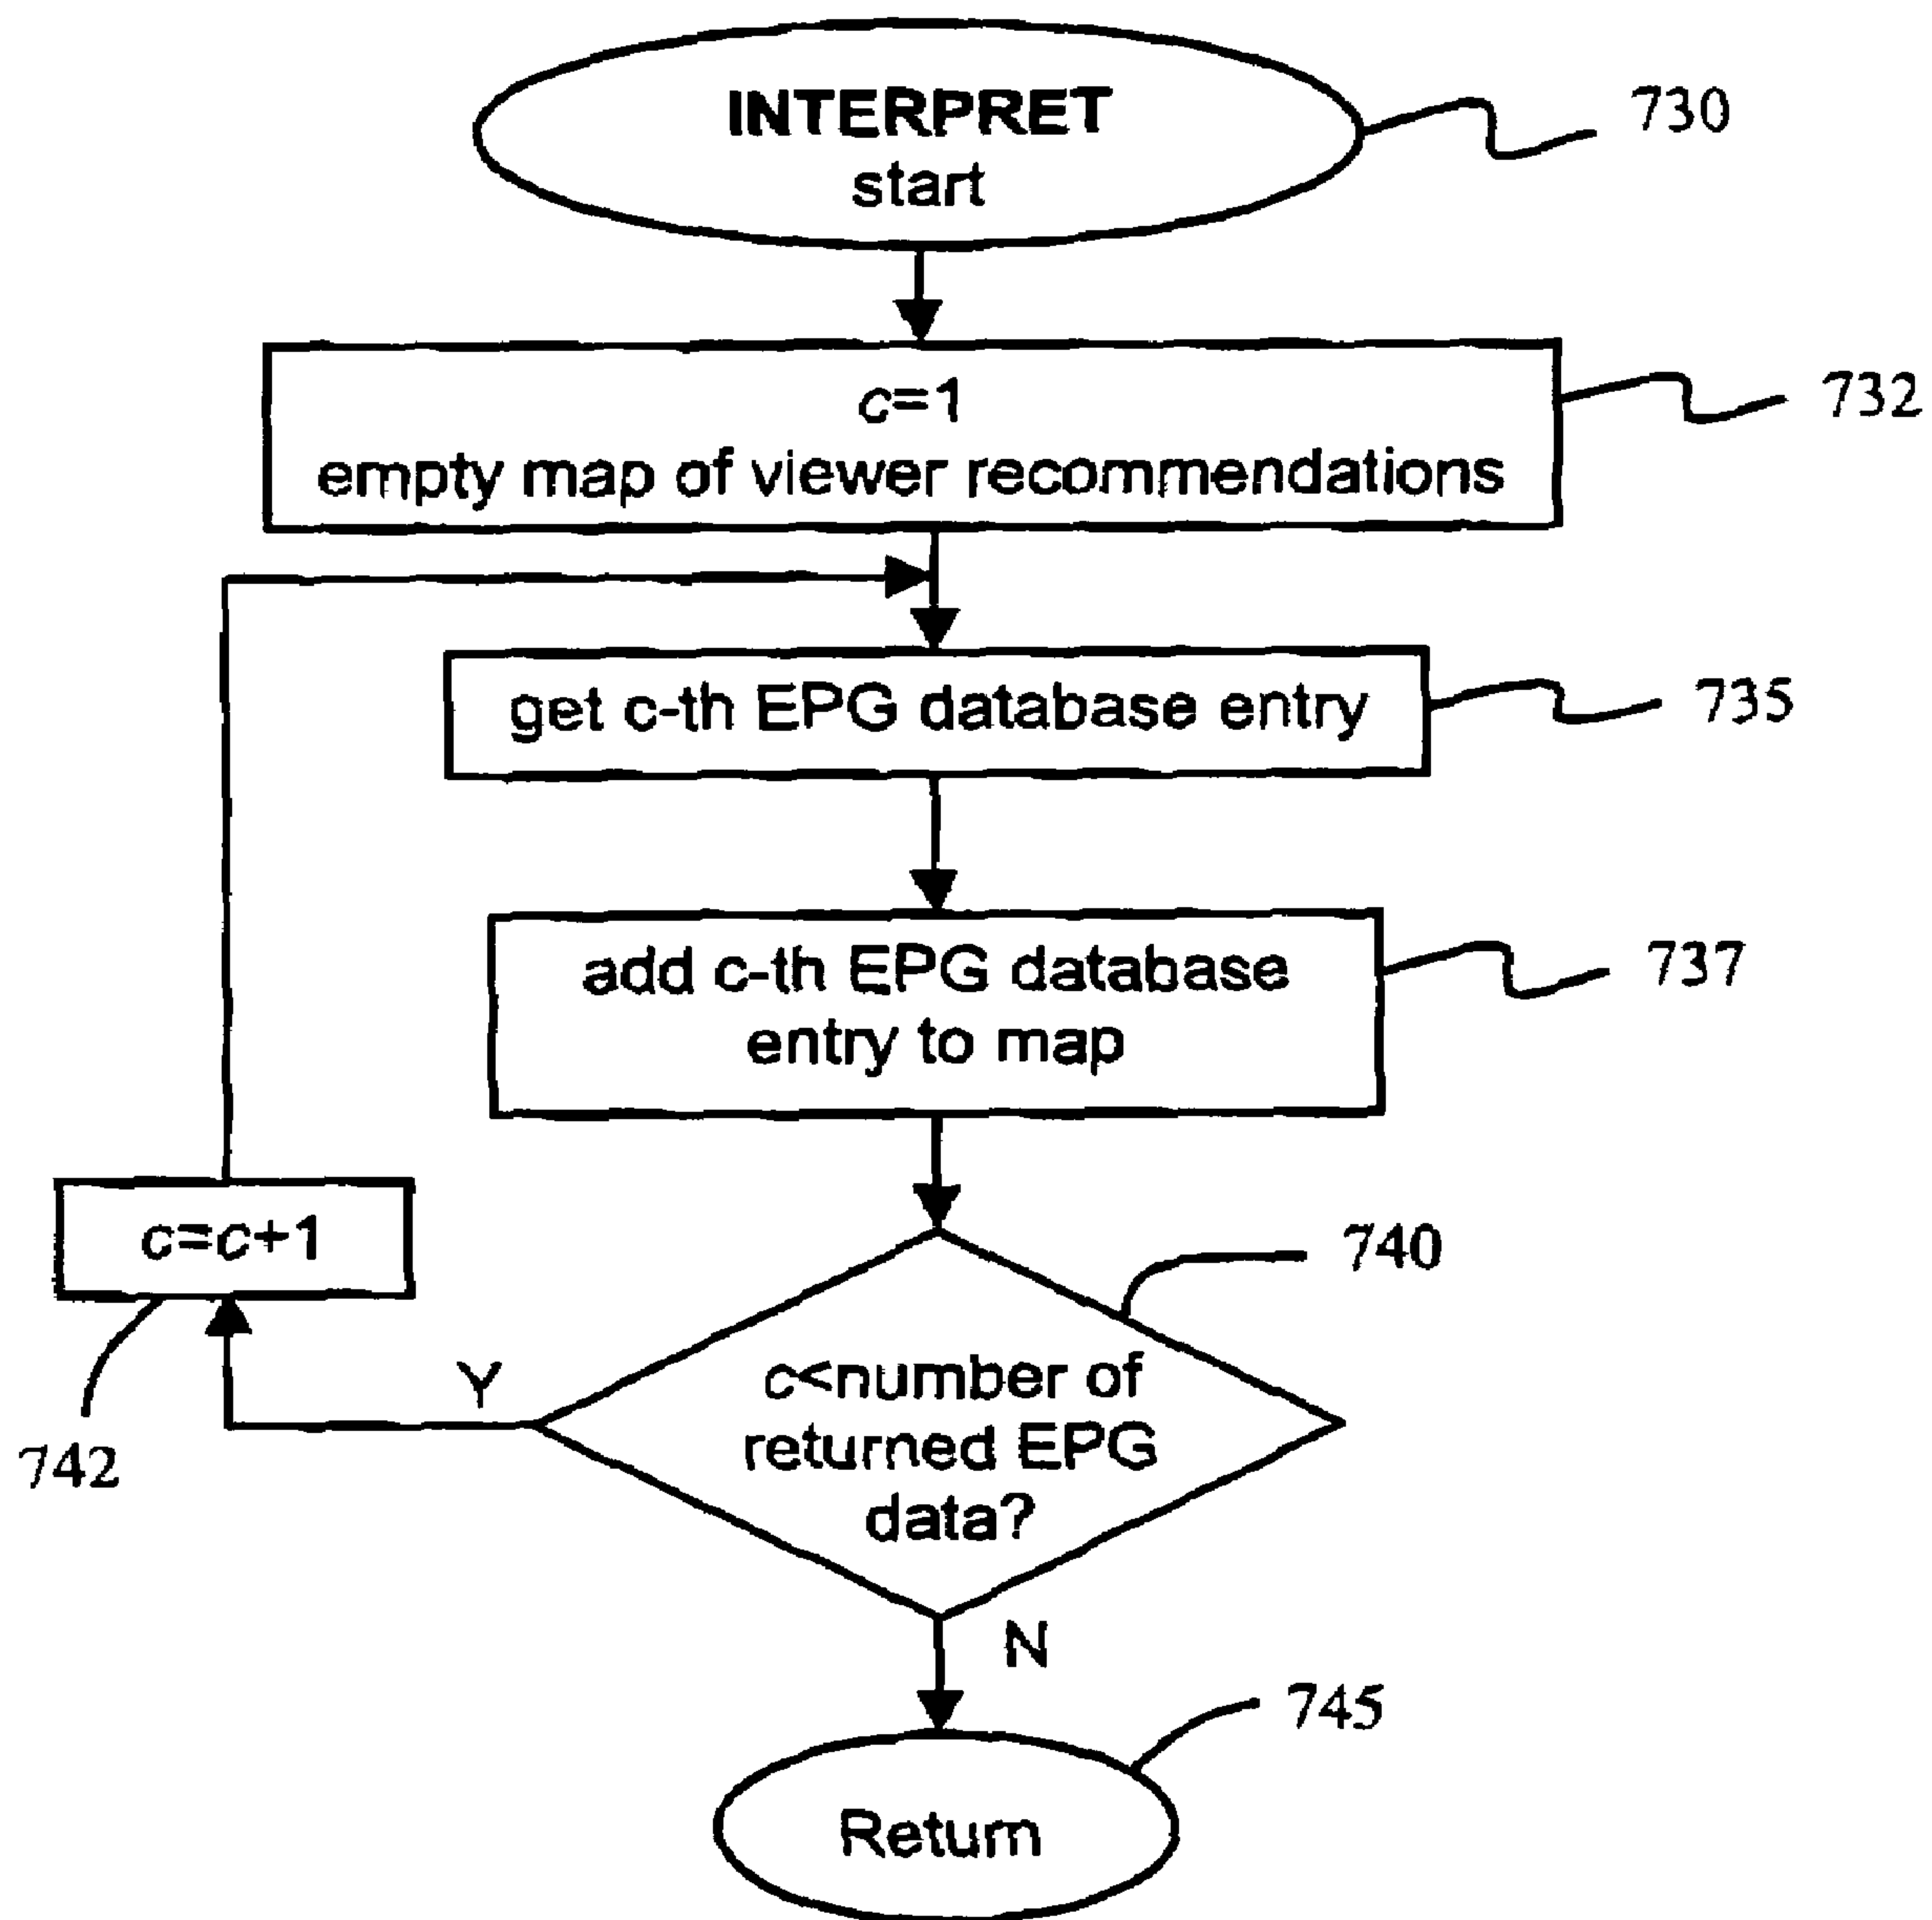 INTERPRET
start
730
c=1
empty map of viewer recommendations
732
get c-th EPG database entry
735
add c-th EPG database
entry to map
737
c=c+1
742
Y
740
c<number of
returned EPG
data?
N
745
Return